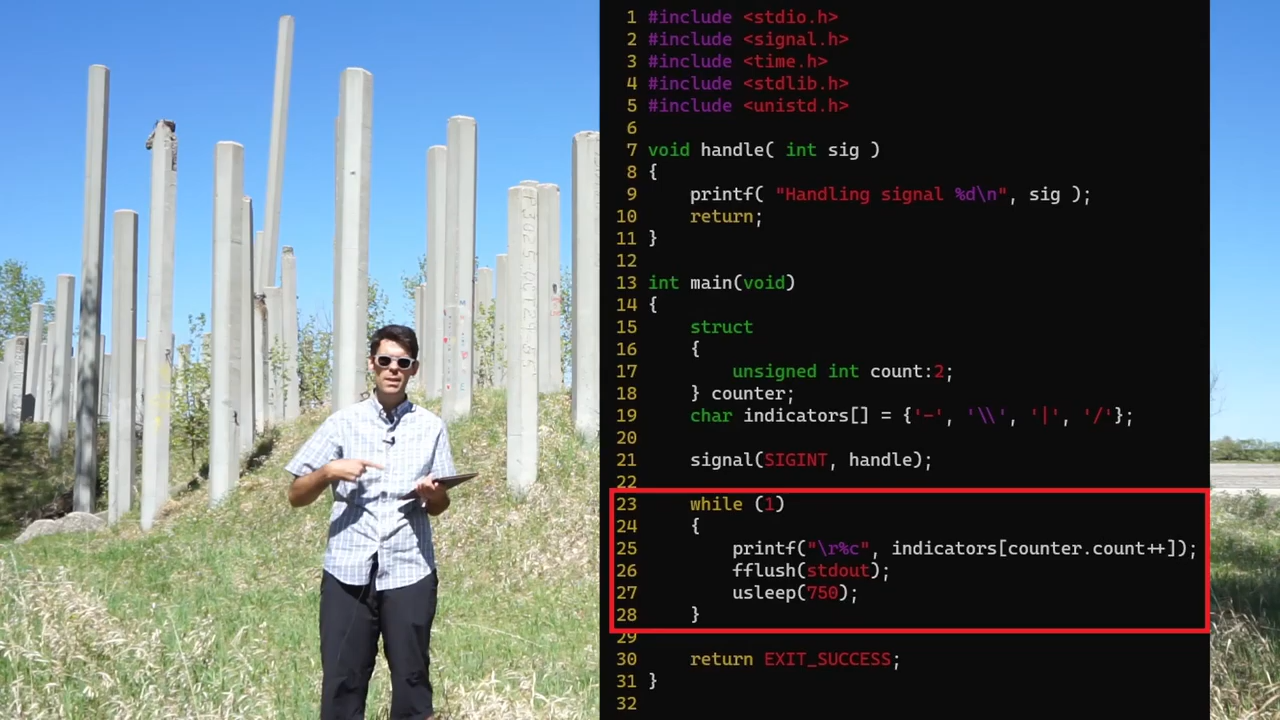 1 #include <stdio.h>
2 #include <signal.h>
3 #include <time.h>
4 #include <stdlib.h>
5 #include <unistd.h>
6
7 void handle( int sig )
8 {
9     printf( "Handling signal %d\n", sig );
10     return;
11 }
12
13 int main(void)
14 {
15     struct
16     {
17         unsigned int count:2;
18     } counter;
19     char indicators[] = {'-', '\\', '|', '/'};
20
21     signal(SIGINT, handle);
22
23     while (1)
24     {
25         printf("\r%c", indicators[counter.count++]);
26         fflush(stdout);
27         usleep(750);
28     }
29
30     return EXIT_SUCCESS;
31 }
32